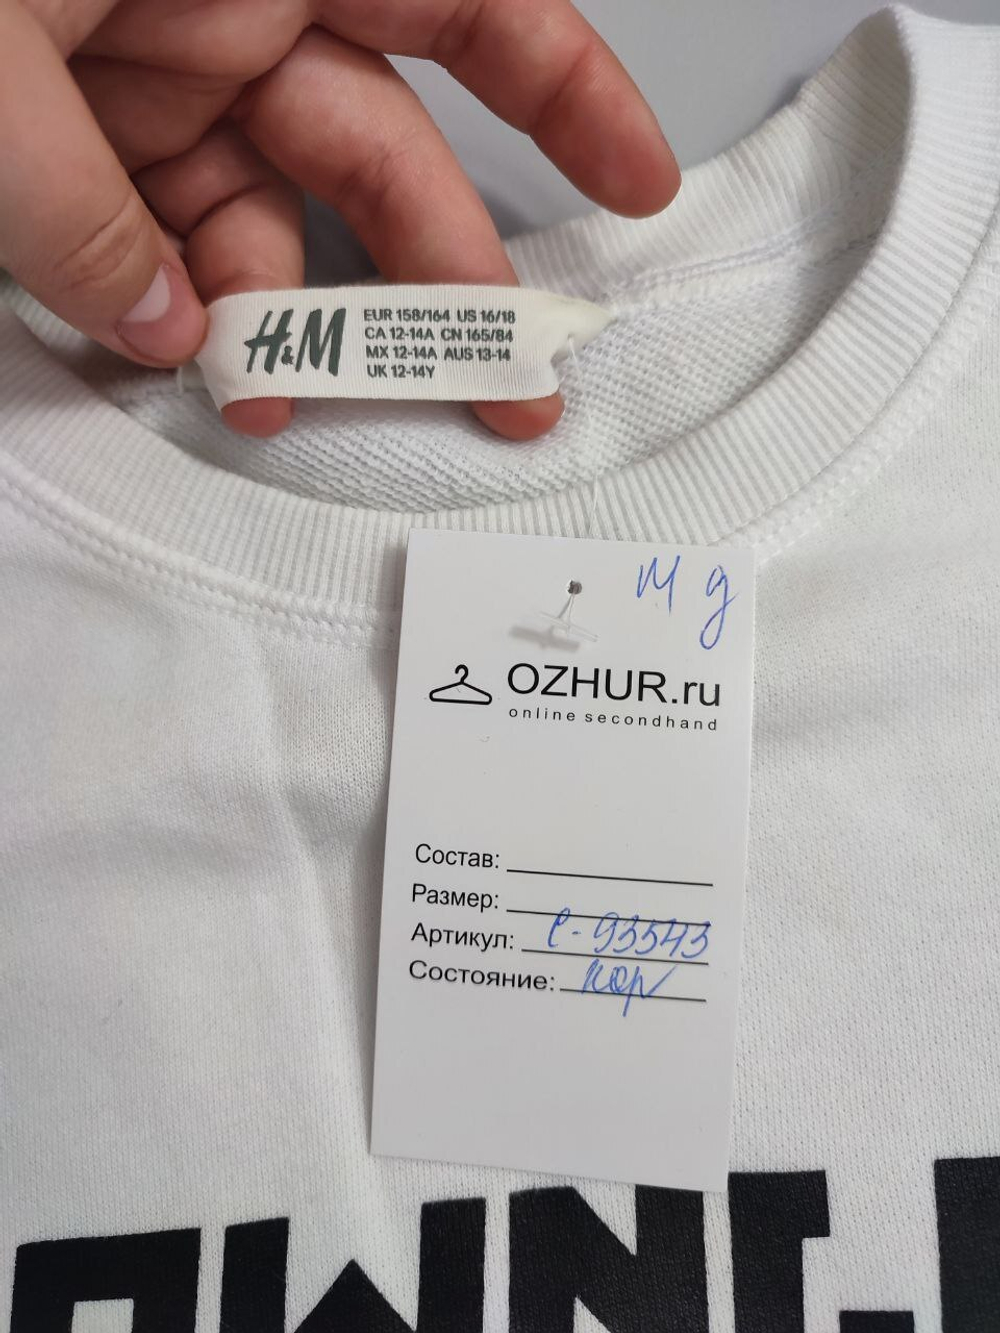 H&M
EUR 158/164 US 16/18
CA 12-14A CN 165/84
MX 12-14A AUS 13-14
UK 12-14Y
м д
OZHUR.ru
online secondhand
Состав:
Размер:
Артикул: е-93543
Состояние: хор